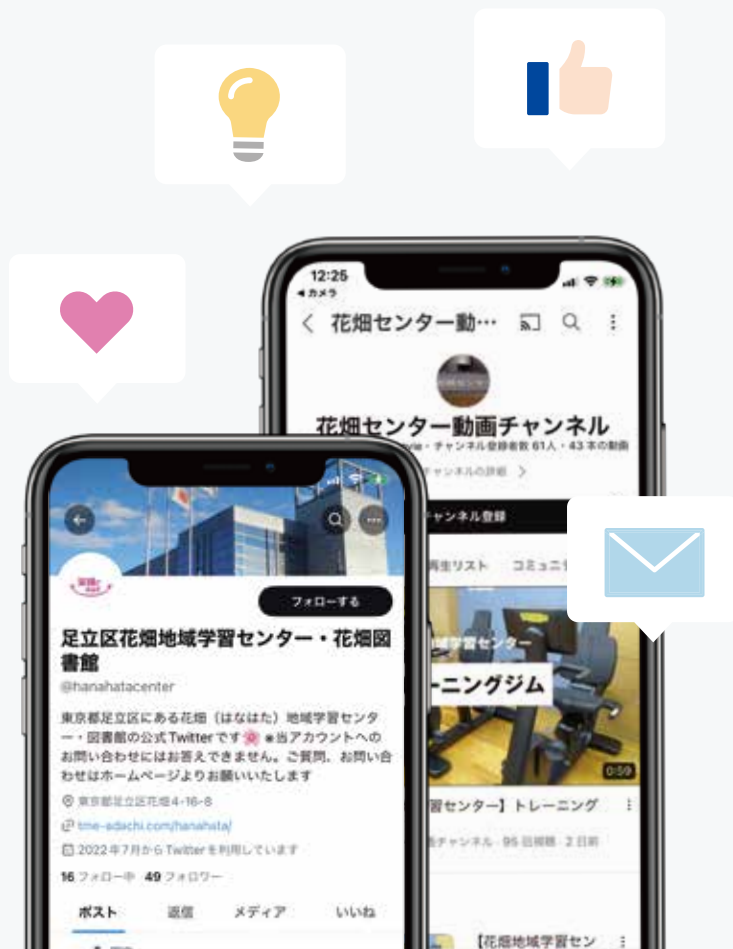 12:25
カメラ
花畑センター動…
花畑センター動画チャンネル
チャンネル登録者数 61人・43 本の動画
チャンネルの詳細
チャンネル登録
再生リスト
学習センター
ーニングジム
0:59
習センター】トレーニング
チャンネル・95 回視聴・2 日前
【花畑地域学習セン
フォローする
足立区花畑地域学習センター・花畑図
書館
@hanahatacenter
東京都足立区にある花畑（はなはた）地域学習センタ
ー・図書館の公式Twitterです🌸 ※当アカウントへの
お問い合わせにはお答えできません。ご質問、お問い合
わせはホームページよりお願いいたします
東京都足立区花畑4-16-8
tme-adachi.com/hanahata/
2022年7月からTwitterを利用しています
16 フォロー中 49 フォロワー
ポスト 返信 メディア いいね